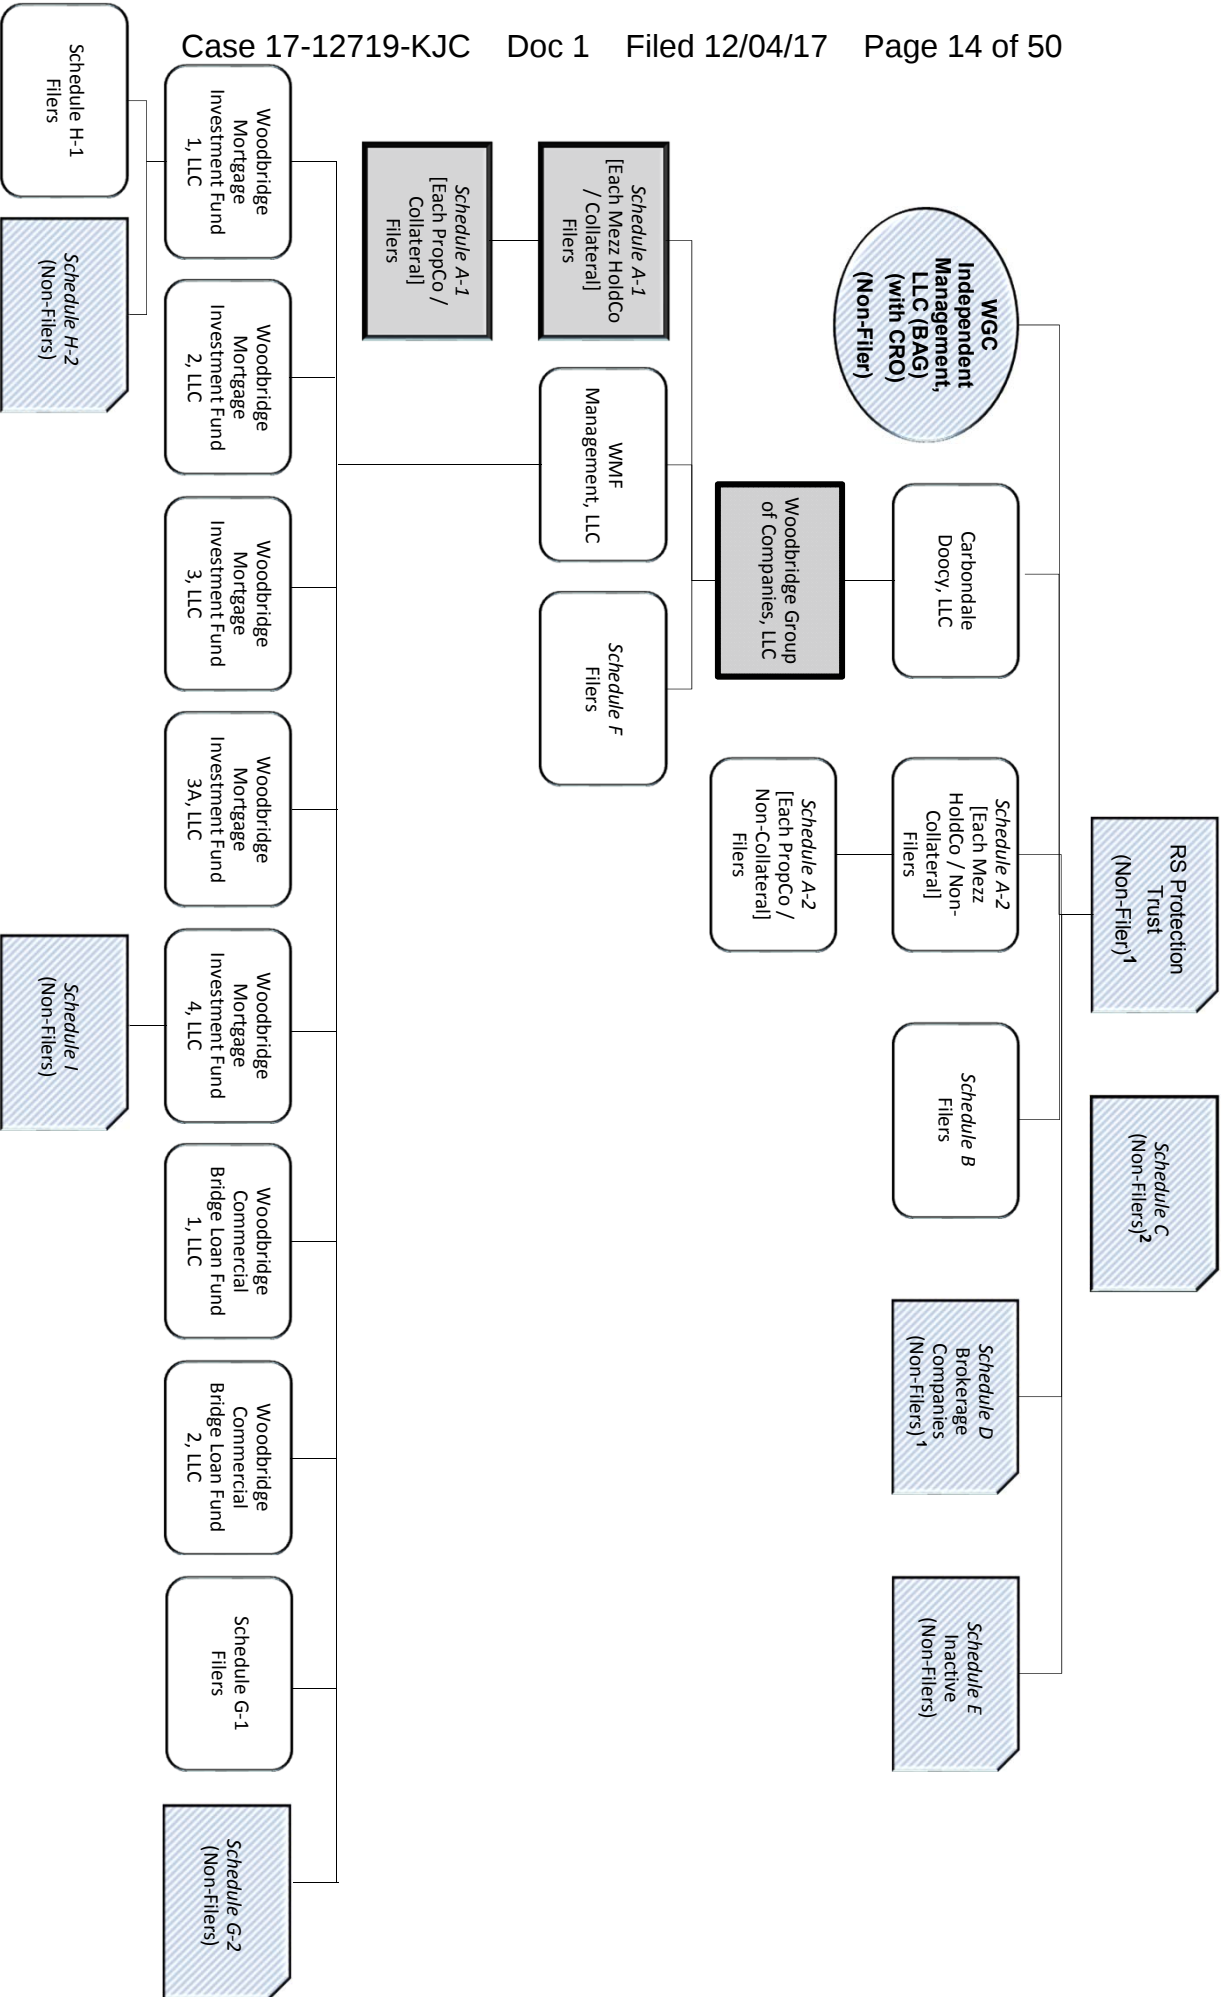 Case 17-12719-KJC Doc 1 Filed 12/04/17 Page 14 of 50
RS Protection
Trust
(Non-Filer)¹
Schedule C
(Non-Filers)²
WGC
Independent
Management,
LLC (BAG)
(with CRO)
(Non-Filer)
Carbondale
Doocy, LLC
Schedule A-2
[Each Mezz
HoldCo / Non-
Collateral]
Filers
Schedule B
Filers
Schedule D
Brokerage
Companies
(Non-Filers) ¹
Schedule E
Inactive
(Non-Filers)
Woodbridge Group
of Companies, LLC
Schedule A-2
[Each PropCo /
Non-Collateral]
Filers
Schedule A-1
[Each Mezz HoldCo
/ Collateral]
Filers
WMF
Management, LLC
Schedule F
Filers
Schedule A-1
[Each PropCo /
Collateral]
Filers
Woodbridge
Mortgage
Investment Fund
1, LLC
Woodbridge
Mortgage
Investment Fund
2, LLC
Woodbridge
Mortgage
Investment Fund
3, LLC
Woodbridge
Mortgage
Investment Fund
3A, LLC
Woodbridge
Mortgage
Investment Fund
4, LLC
Woodbridge
Commercial
Bridge Loan Fund
1, LLC
Woodbridge
Commercial
Bridge Loan Fund
2, LLC
Schedule G-1
Filers
Schedule G-2
(Non-Filers)
Schedule H-1
Filers
Schedule H-2
(Non-Filers)
Schedule I
(Non-Filers)